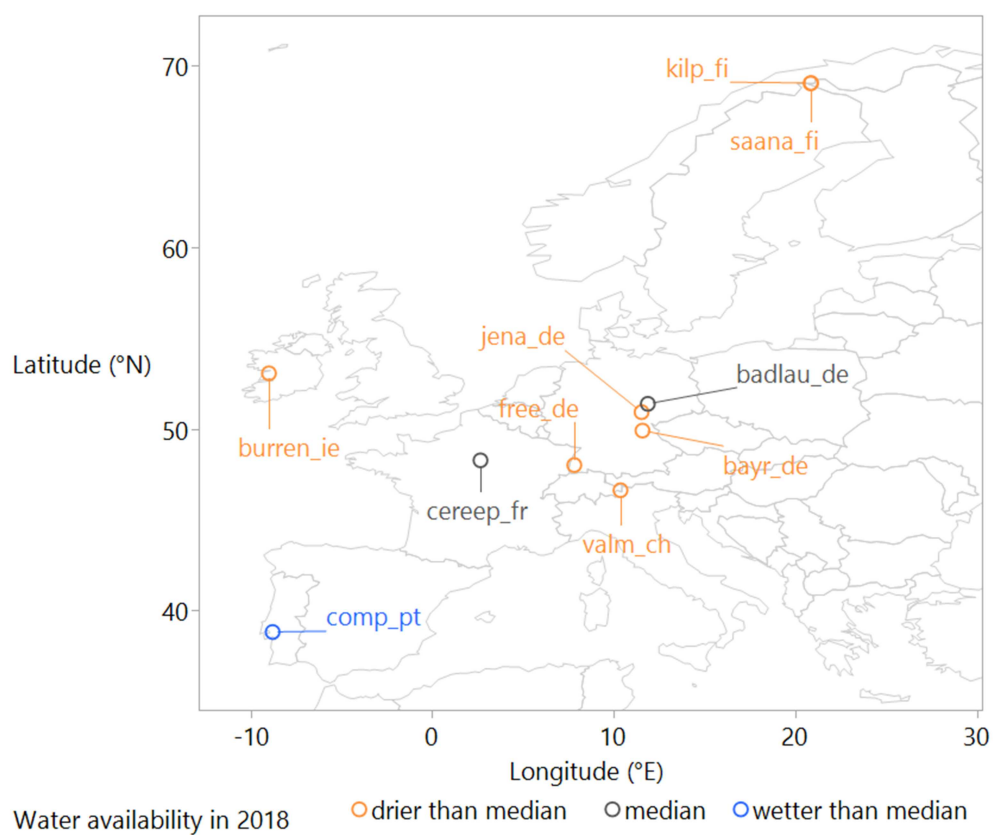 70
kilp_fi
saana_fi
60
jena_de
Latitude (°N)
badlau_de
free_de
50
burren_ie
bayr_de
cereep_fr
valm_ch
40
comp_pt
-10 0 10 20 30
Longitude (°E)
Water availability in 2018 drier than median median wetter than median